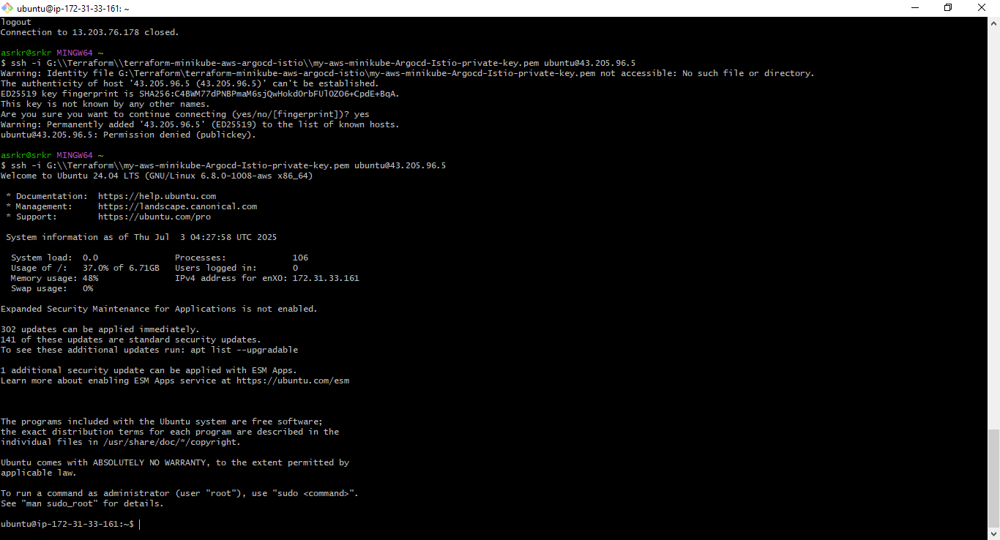 ubuntu@ip-172-31-33-161: ~
logout
Connection to 13.203.76.178 closed.
asrkr@srkr MINGW64 ~
$ ssh -i G:\\Terraform\\terraform-minikube-aws-argocd-istio\\my-aws-minikube-Argocd-Istio-private-key.pem ubuntu@43.205.96.5
Warning: Identity file G:\Terraform\terraform-minikube-aws-argocd-istio\my-aws-minikube-Argocd-Istio-private-key.pem not accessible: No such file or directory.
The authenticity of host '43.205.96.5 (43.205.96.5)' can't be established.
ED25519 key fingerprint is SHA256:C4BWM77dPNBPmaM6sjQwHokdOrbFUlOZO6+CpdE+BqA.
This key is not known by any other names.
Are you sure you want to continue connecting (yes/no/[fingerprint])? yes
Warning: Permanently added '43.205.96.5' (ED25519) to the list of known hosts.
ubuntu@43.205.96.5: Permission denied (publickey).
asrkr@srkr MINGW64 ~
$ ssh -i G:\\Terraform\\my-aws-minikube-Argocd-Istio-private-key.pem ubuntu@43.205.96.5
Welcome to Ubuntu 24.04 LTS (GNU/Linux 6.8.0-1008-aws x86_64)
* Documentation: https://help.ubuntu.com
* Management: https://landscape.canonical.com
* Support: https://ubuntu.com/pro
System information as of Thu Jul 3 04:27:58 UTC 2025
System load: 0.0 Processes: 106
Usage of /: 37.0% of 6.71GB Users logged in: 0
Memory usage: 48% IPv4 address for enX0: 172.31.33.161
Swap usage: 0%
Expanded Security Maintenance for Applications is not enabled.
302 updates can be applied immediately.
141 of these updates are standard security updates.
To see these additional updates run: apt list --upgradable
1 additional security update can be applied with ESM Apps.
Learn more about enabling ESM Apps service at https://ubuntu.com/esm
The programs included with the Ubuntu system are free software;
the exact distribution terms for each program are described in the
individual files in /usr/share/doc/*/copyright.
Ubuntu comes with ABSOLUTELY NO WARRANTY, to the extent permitted by
applicable law.
To run a command as administrator (user "root"), use "sudo <command>".
See "man sudo_root" for details.
ubuntu@ip-172-31-33-161:~$